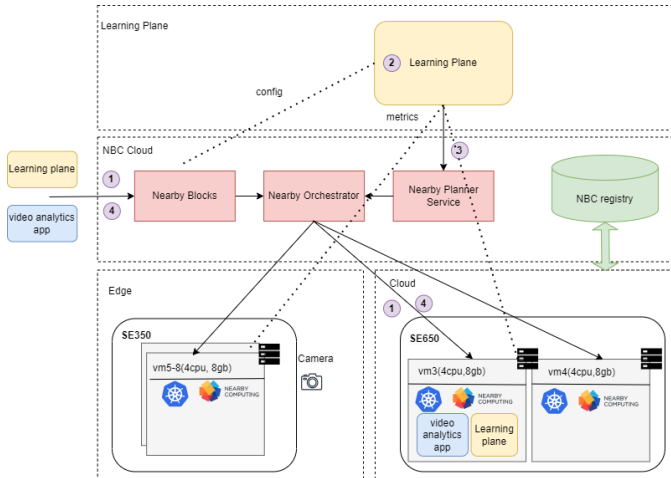 Learning Plane
2
Learning Plane
config
metrics
NBC Cloud
3
Learning plane
1
Nearby Blocks
Nearby Orchestrator
Nearby Planner
Service
NBC registry
4
video analytics
app
Edge
Cloud
1
4
SE350
SE650
Camera
vm5-8(4cpu, 8gb)
NEARBY
COMPUTING
vm3(4cpu,8gb)
NEARBY
COMPUTING
video
analytics
app
Learning
plane
vm4(4cpu,8gb)
NEARBY
COMPUTING